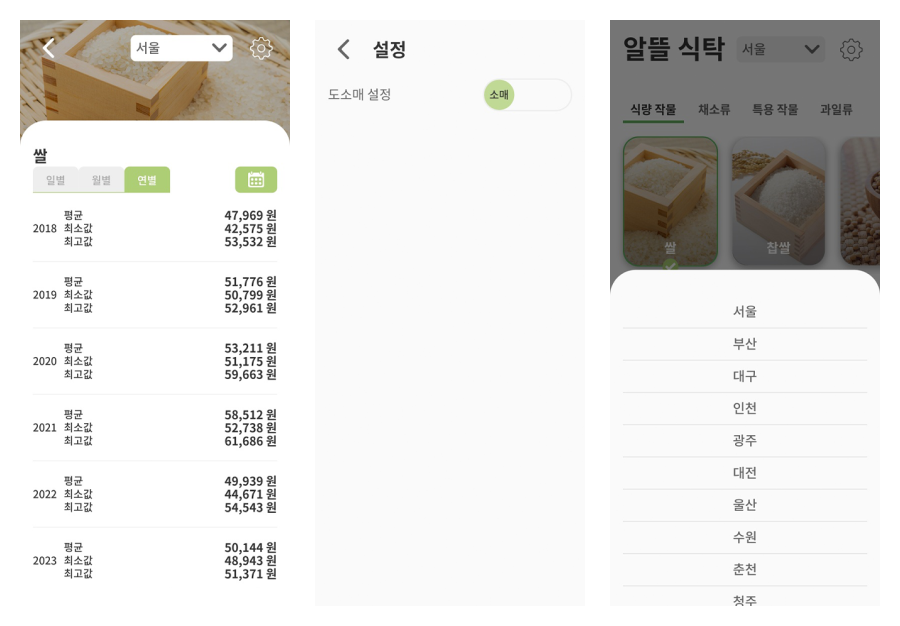 서울
쌀
일별 월별 연별
2018
평균 47,969 원
최소값 42,575 원
최고값 53,532 원
2019
평균 51,776 원
최소값 50,799 원
최고값 52,961 원
2020
평균 53,211 원
최소값 51,175 원
최고값 59,663 원
2021
평균 58,512 원
최소값 52,738 원
최고값 61,686 원
2022
평균 49,939 원
최소값 44,671 원
최고값 54,543 원
2023
평균 50,144 원
최소값 48,943 원
최고값 51,371 원
설정
도소매 설정 소매
알뜰 식탁 서울
식량 작물 채소류 특용 작물 과일류
쌀 찹쌀
서울
부산
대구
인천
광주
대전
울산
수원
춘천
청주